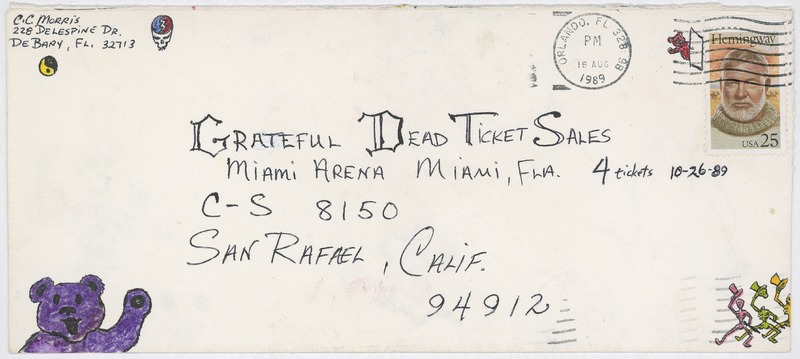 C.C. Morris
228 Delespine Dr.
DeBary, FL. 32713
ORLANDO, FL 328 98
PM
16 AUG
1989
Hemingway
USA 25
Grateful Dead Ticket Sales
Miami Arena Miami, Fla. 4 tickets 10-26-89
C-S 8150
San Rafael, Calif.
94912